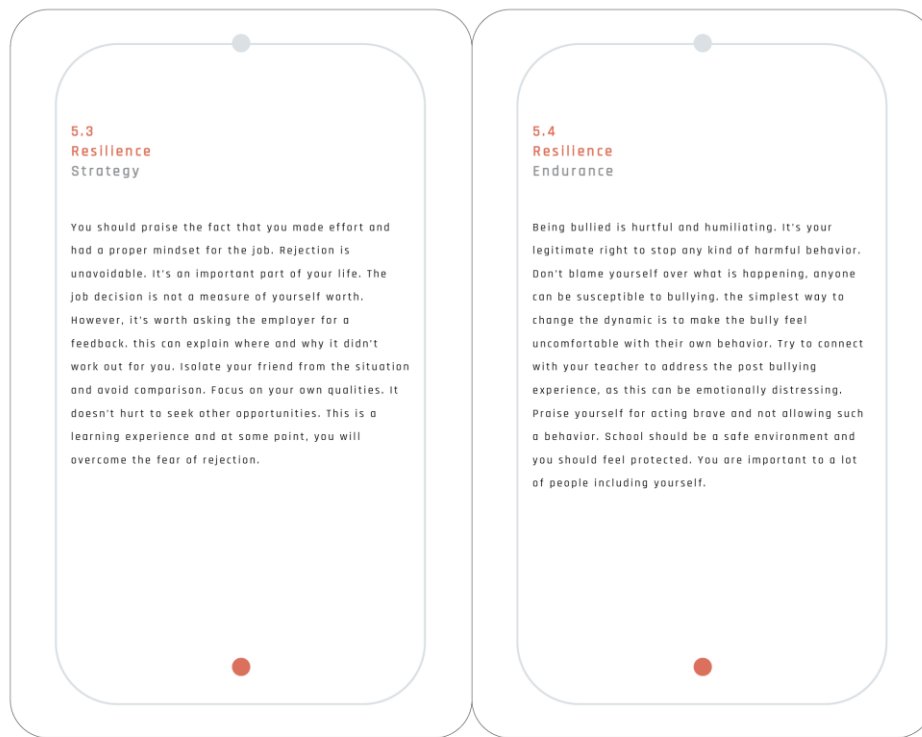 5.3
Resilience
Strategy
You should praise the fact that you made effort and
had a proper mindset for the job. Rejection is
unavoidable. It's an important part of your life. The
job decision is not a measure of yourself worth.
However, it's worth asking the employer for a
feedback. this can explain where and why it didn't
work out for you. Isolate your friend from the situation
and avoid comparison. Focus on your own qualities. It
doesn't hurt to seek other opportunities. This is a
learning experience and at some point, you will
overcome the fear of rejection.
5.4
Resilience
Endurance
Being bullied is hurtful and humiliating. It's your
legitimate right to stop any kind of harmful behavior.
Don't blame yourself over what is happening, anyone
can be susceptible to bullying. the simplest way to
change the dynamic is to make the bully feel
uncomfortable with their own behavior. Try to connect
with your teacher to address the post bullying
experience, as this can be emotionally distressing.
Praise yourself for acting brave and not allowing such
a behavior. School should be a safe environment and
you should feel protected. You are important to a lot
of people including yourself.